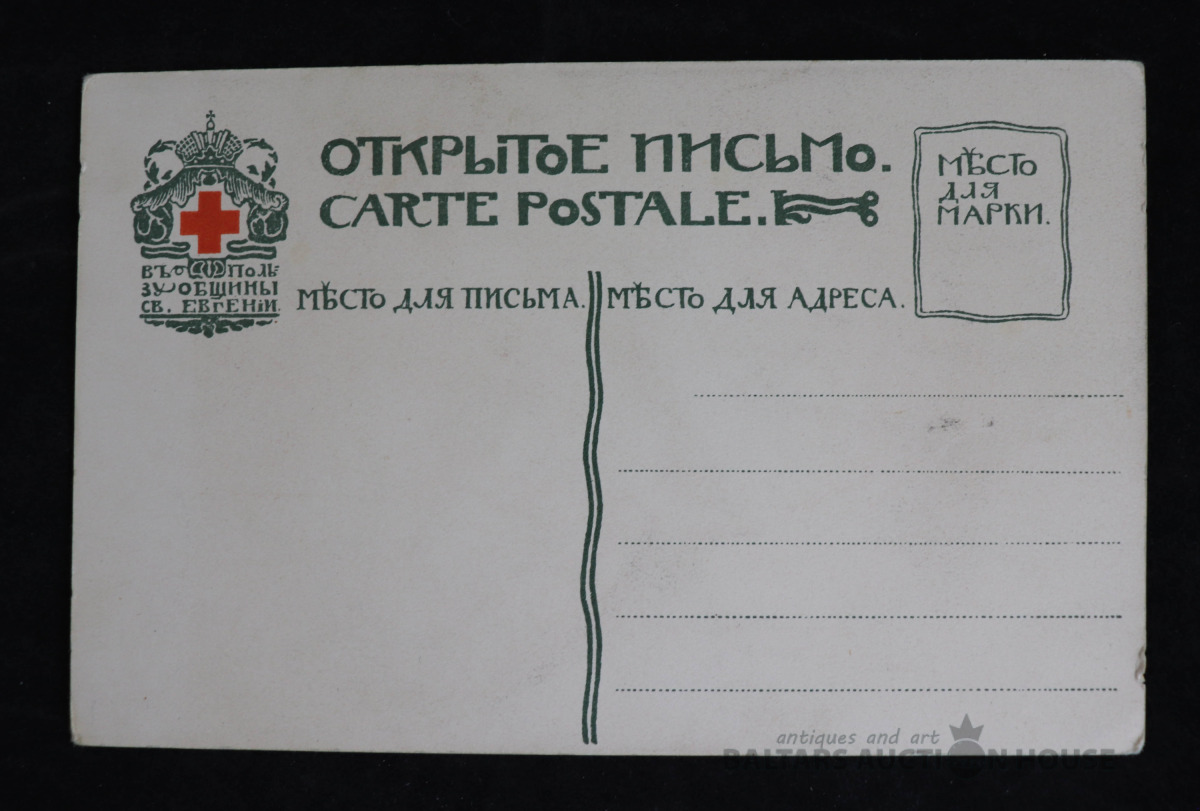 ОТКРЫТОЕ ПИСЬМО.
CARTE POSTALE.
ВЪ ПОЛЬ=
ЗУ ОБЩИНЫ
СВ. ЕВГЕНIИ.
МѢСТО ДЛЯ ПИСЬМА.
МѢСТО ДЛЯ АДРЕСА.
МѢСТО
ДЛЯ
МАРКИ.
antiques and art
BALTARS AUCTION HOUSE